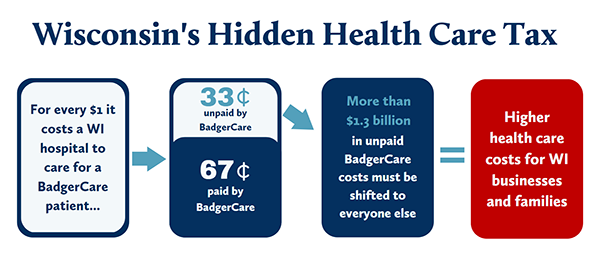 Wisconsin's Hidden Health Care Tax
For every $1 it
costs a WI
hospital to
care for a
BadgerCare
patient...
33¢
unpaid by
BadgerCare
67¢
paid by
BadgerCare
More than
$1.3 billion
in unpaid
BadgerCare
costs must be
shifted to
everyone else
=
Higher
health care
costs for WI
businesses
and families